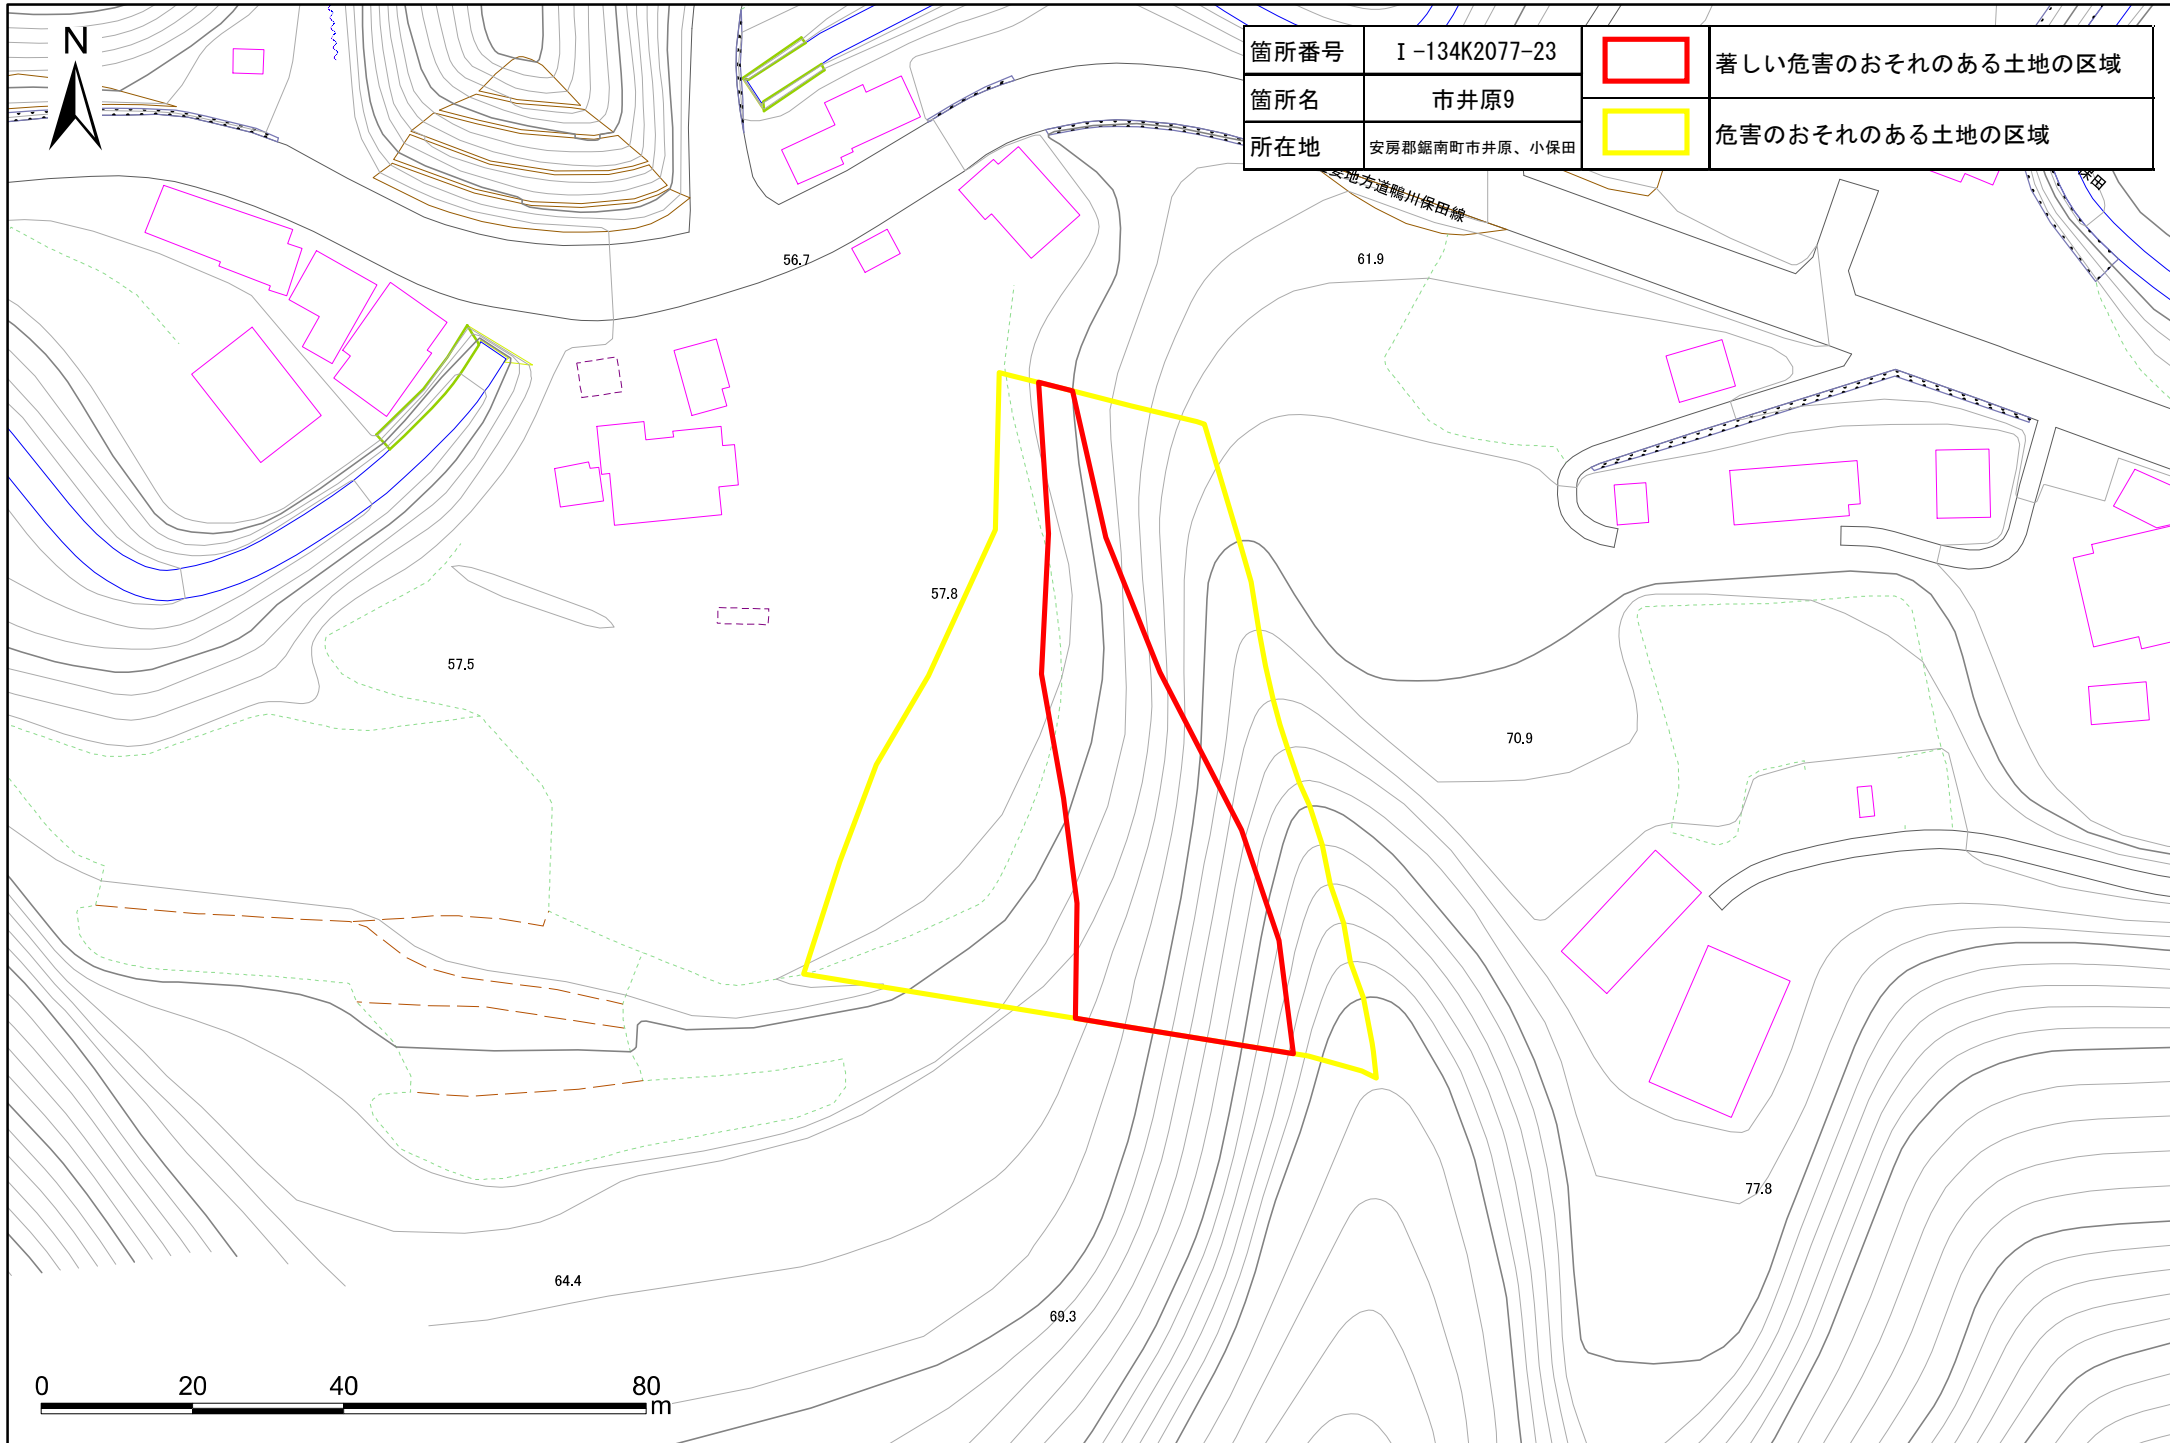 N
箇所番号 Ⅰ-134K2077-23
著しい危害のおそれのある土地の区域
箇所名 市井原9
危害のおそれのある土地の区域
所在地 安房郡鋸南町市井原、小保田
要地方道鴨川保田線
保田
56.7
61.9
57.8
57.5
70.9
77.8
64.4
69.3
0 20 40 80
m